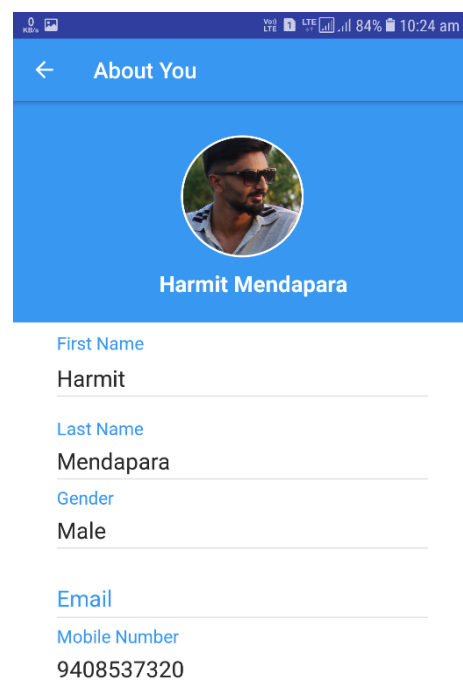 0
KB/s
Vo)) LTE 1 LTE 84% 10:24 am
About You
Harmit Mendapara
First Name
Harmit
Last Name
Mendapara
Gender
Male
Email
Mobile Number
9408537320